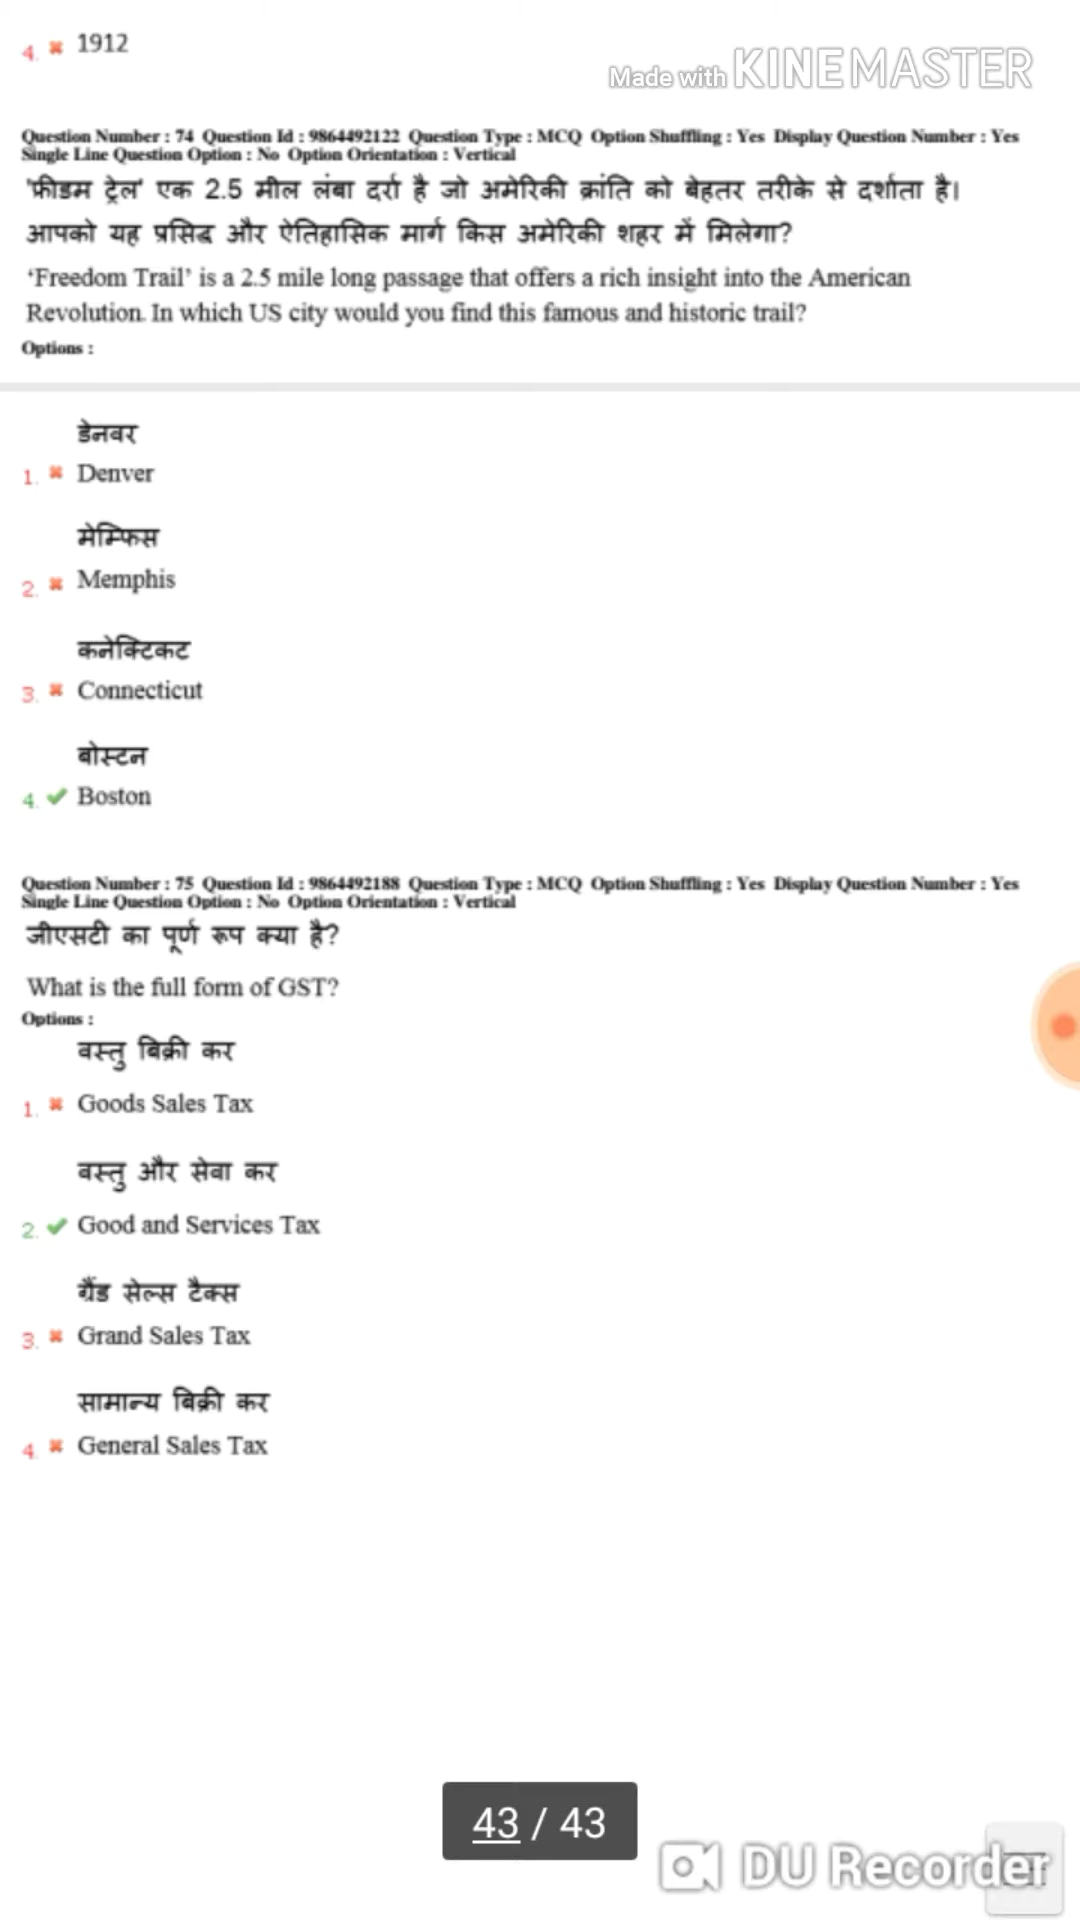 4. 1912
Made with KINEMASTER
Question Number : 74 Question Id : 9864492122 Question Type : MCQ Option Shuffling : Yes Display Question Number : Yes
Single Line Question Option : No Option Orientation : Vertical
'फ्रीडम ट्रेल' एक 2.5 मील लंबा दर्रा है जो अमेरिकी क्रांति को बेहतर तरीके से दर्शाता है।
आपको यह प्रसिद्ध और ऐतिहासिक मार्ग किस अमेरिकी शहर में मिलेगा?
‘Freedom Trail’ is a 2.5 mile long passage that offers a rich insight into the American
Revolution. In which US city would you find this famous and historic trail?
Options :
डेनवर
1. Denver
मेम्फिस
2. Memphis
कनेक्टिकट
3. Connecticut
बोस्टन
4. Boston
Question Number : 75 Question Id : 9864492188 Question Type : MCQ Option Shuffling : Yes Display Question Number : Yes
Single Line Question Option : No Option Orientation : Vertical
जीएसटी का पूर्ण रूप क्या है?
What is the full form of GST?
Options :
वस्तु बिक्री कर
1. Goods Sales Tax
वस्तु और सेवा कर
2. Good and Services Tax
ग्रैंड सेल्स टैक्स
3. Grand Sales Tax
सामान्य बिक्री कर
4. General Sales Tax
43 / 43
DU Recorder